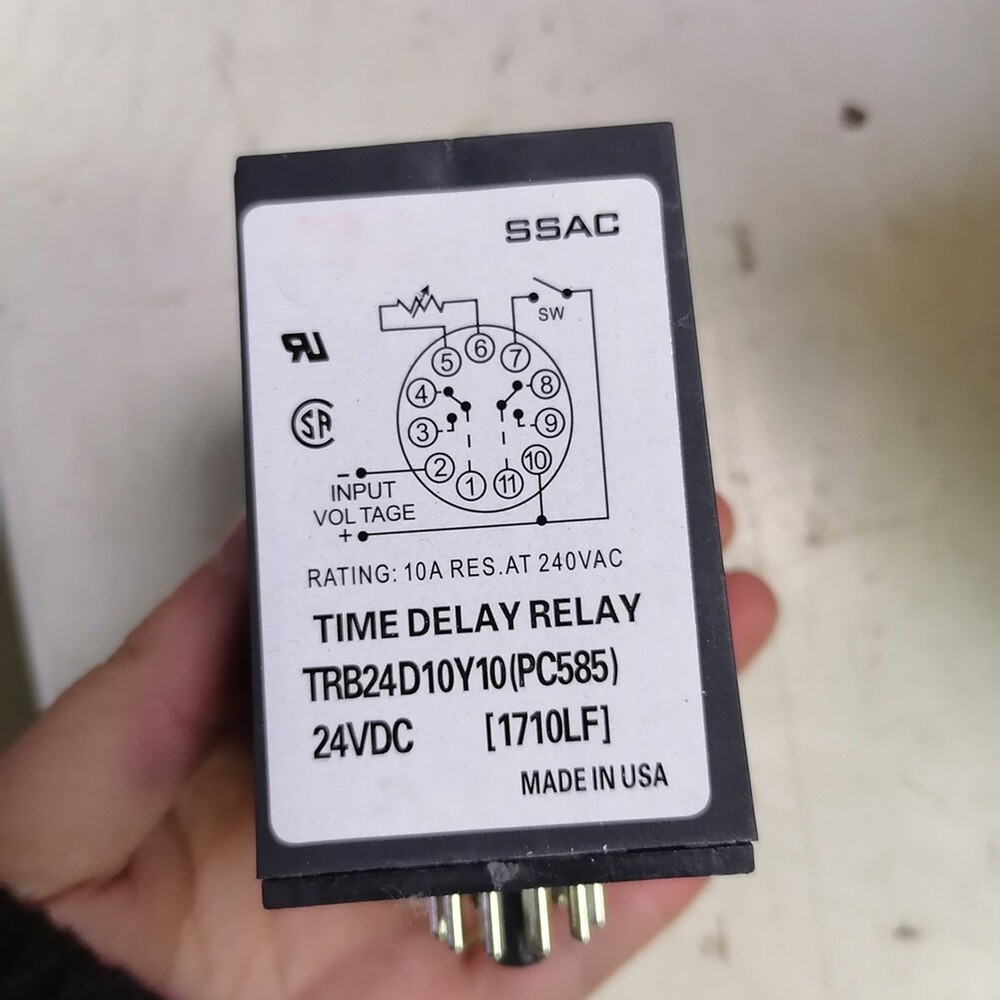 SSAC
SW
5 6 7
4 8
3 9
2 10
1 11
-
INPUT
VOLTAGE
+
RATING: 10A RES. AT 240VAC
TIME DELAY RELAY
TRB24D10Y10(PC585)
24VDC [1710LF]
MADE IN USA